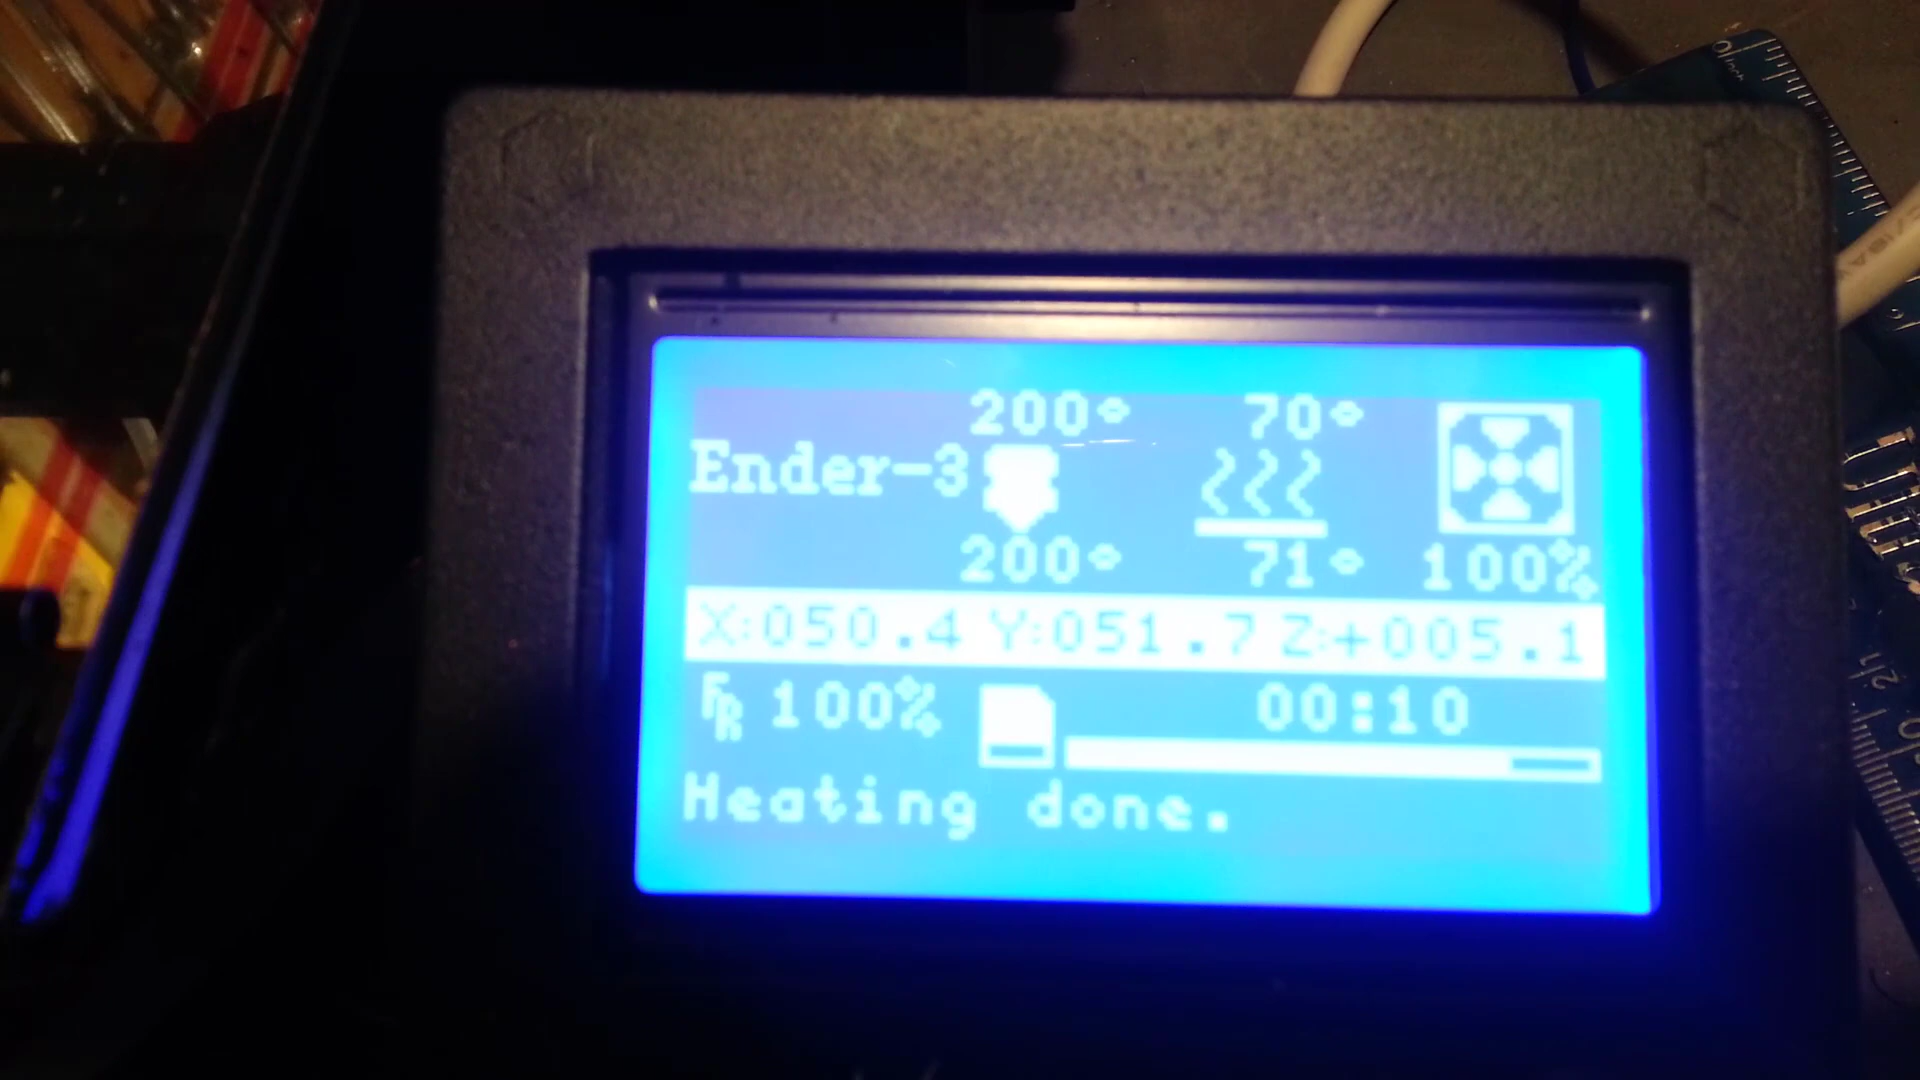 200° 70°
Ender-3
200° 71° 100%
X:050.4 Y:051.7 Z:+005.1
FR 100% 00:10
Heating done.